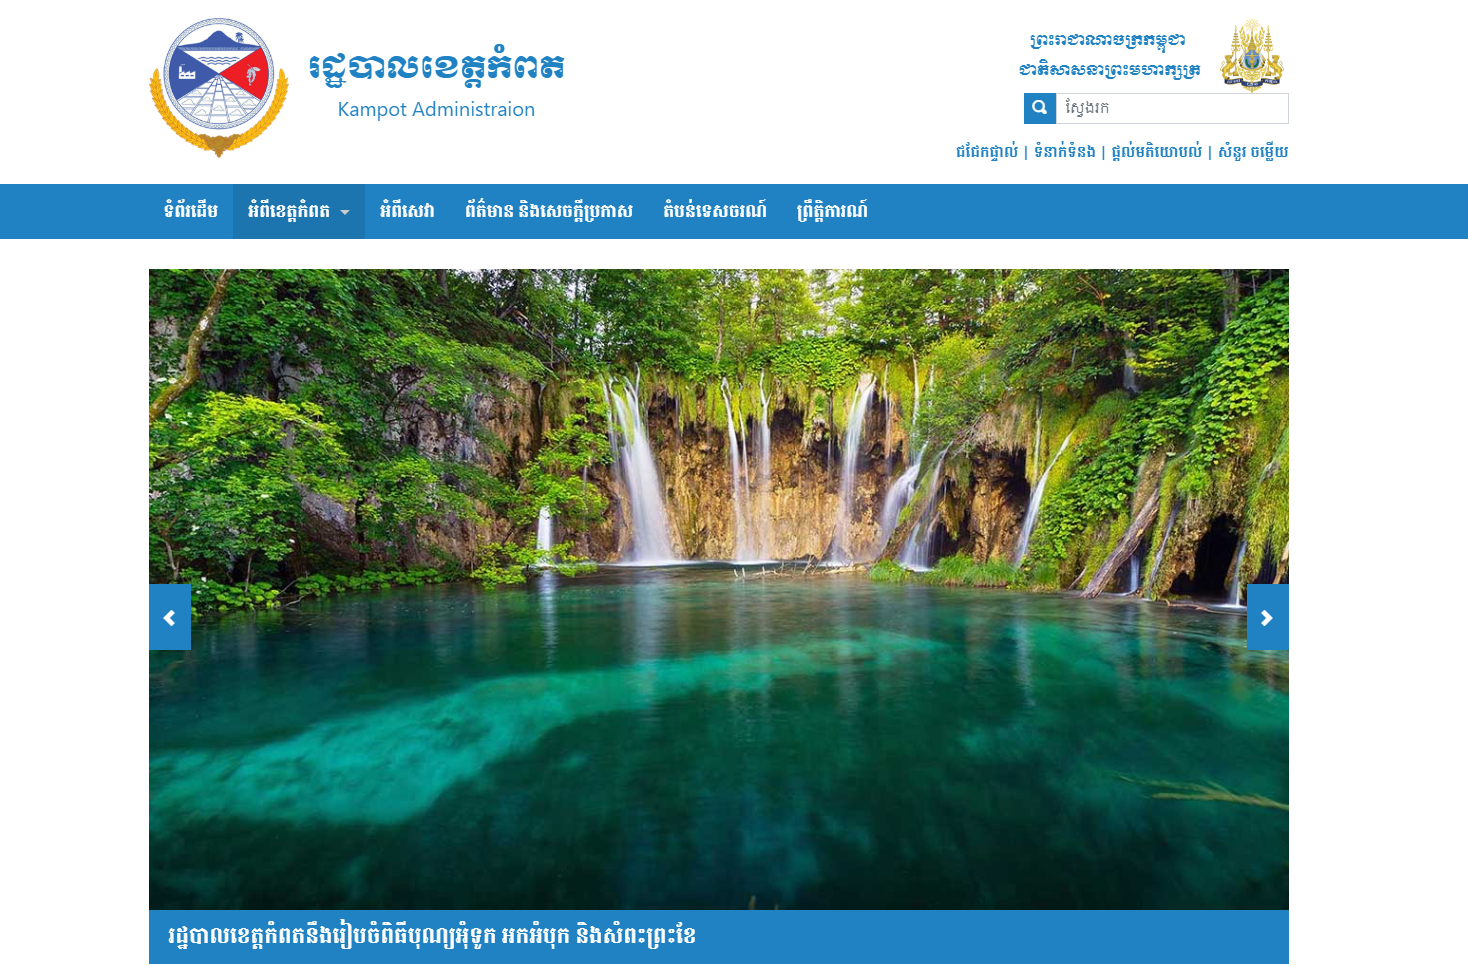 រដ្ឋបាលខេត្តកំពត
Kampot Administraion
ព្រះរាជាណាចក្រកម្ពុជា
ជាតិសាសនាព្រះមហាក្សត្រ
ស្វែងរក
ជជែកផ្ទាល់ | ទំនាក់ទំនង | ផ្តល់មតិយោបល់ | សំនួរ ចម្លើយ
ទំព័រដើម អំពីខេត្តកំពត អំពីសេវា ព័ត៌មាន និងសេចក្តីប្រកាស តំបន់ទេសចរណ៍ ព្រឹត្តិការណ៍
រដ្ឋបាលខេត្តកំពតនឹងរៀបចំពិធីបុណ្យអុំទូក អកអំបុក និងសំពះព្រះខែ